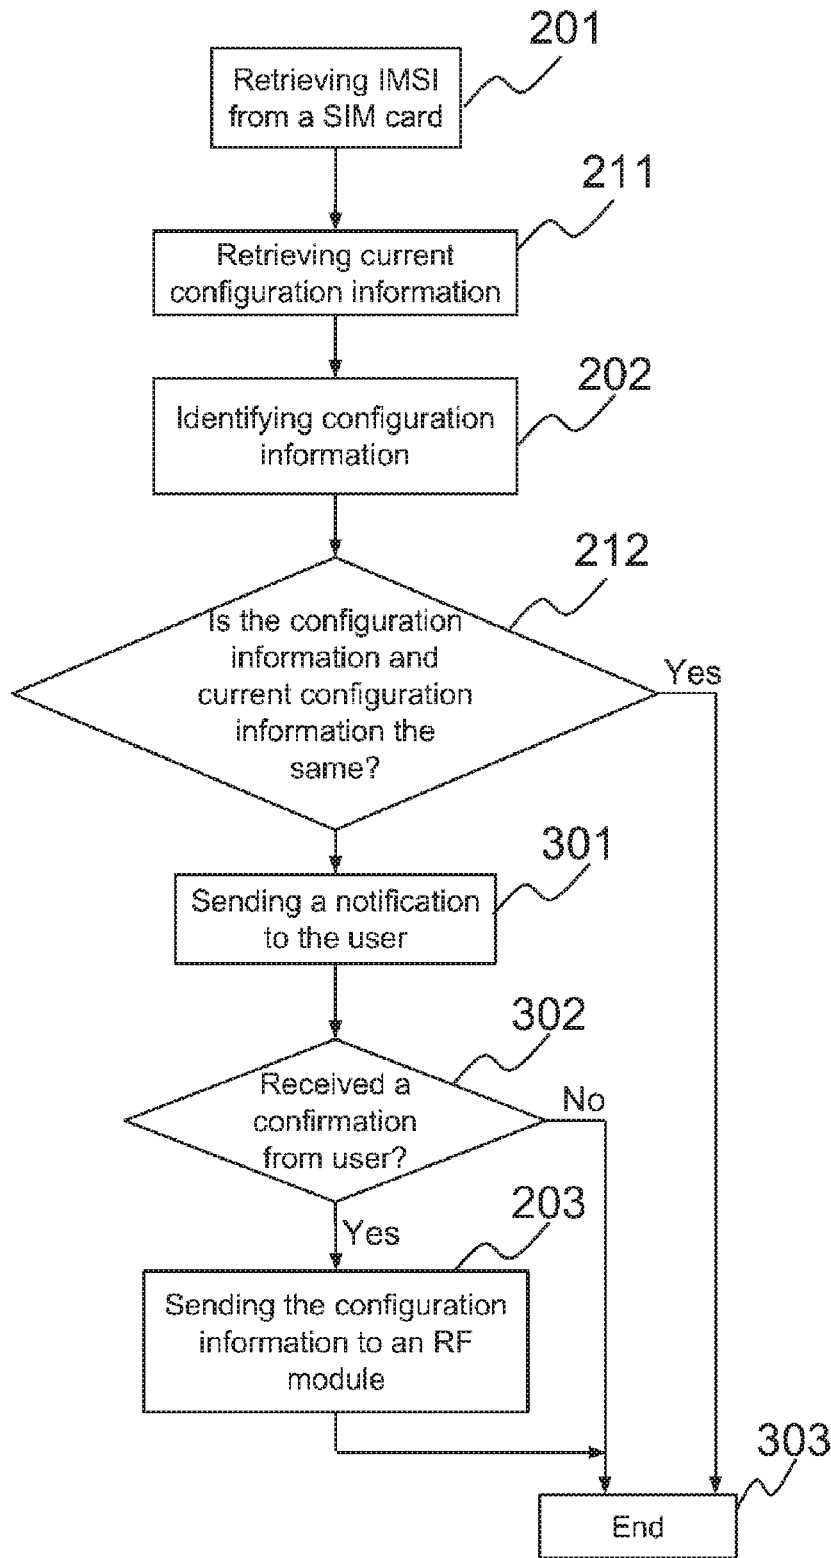 201
Retrieving IMSI
from a SIM card
211
Retrieving current
configuration information
202
Identifying configuration
information
212
Is the configuration
information and
current configuration
information the
same?
Yes
301
Sending a notification
to the user
302
Received a
confirmation
from user?
No
203
Yes
Sending the configuration
information to an RF
module
303
End